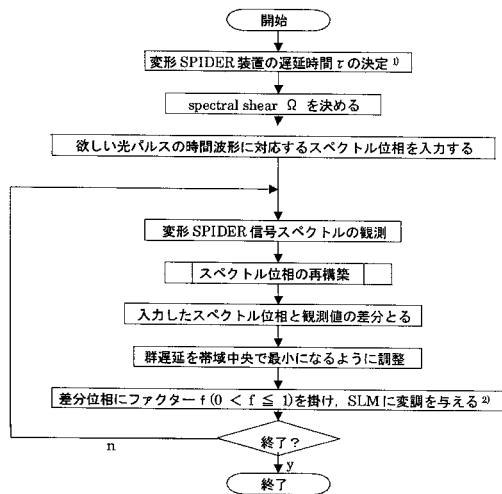 開始
変形 SPIDER 装置の遅延時間 τ の決定 1)
spectral shear Ω を決める
欲しい光パルスの時間波形に対応するスペクトル位相を入力する
変形 SPIDER 信号スペクトルの観測
スペクトル位相の再構築
入力したスペクトル位相と観測値の差分とる
群遅延を帯域中央で最小になるように調整
差分位相にファクター f (0 < f ≦ 1)を掛け，SLM に変調を与える 2)
終了？
n
y
終了